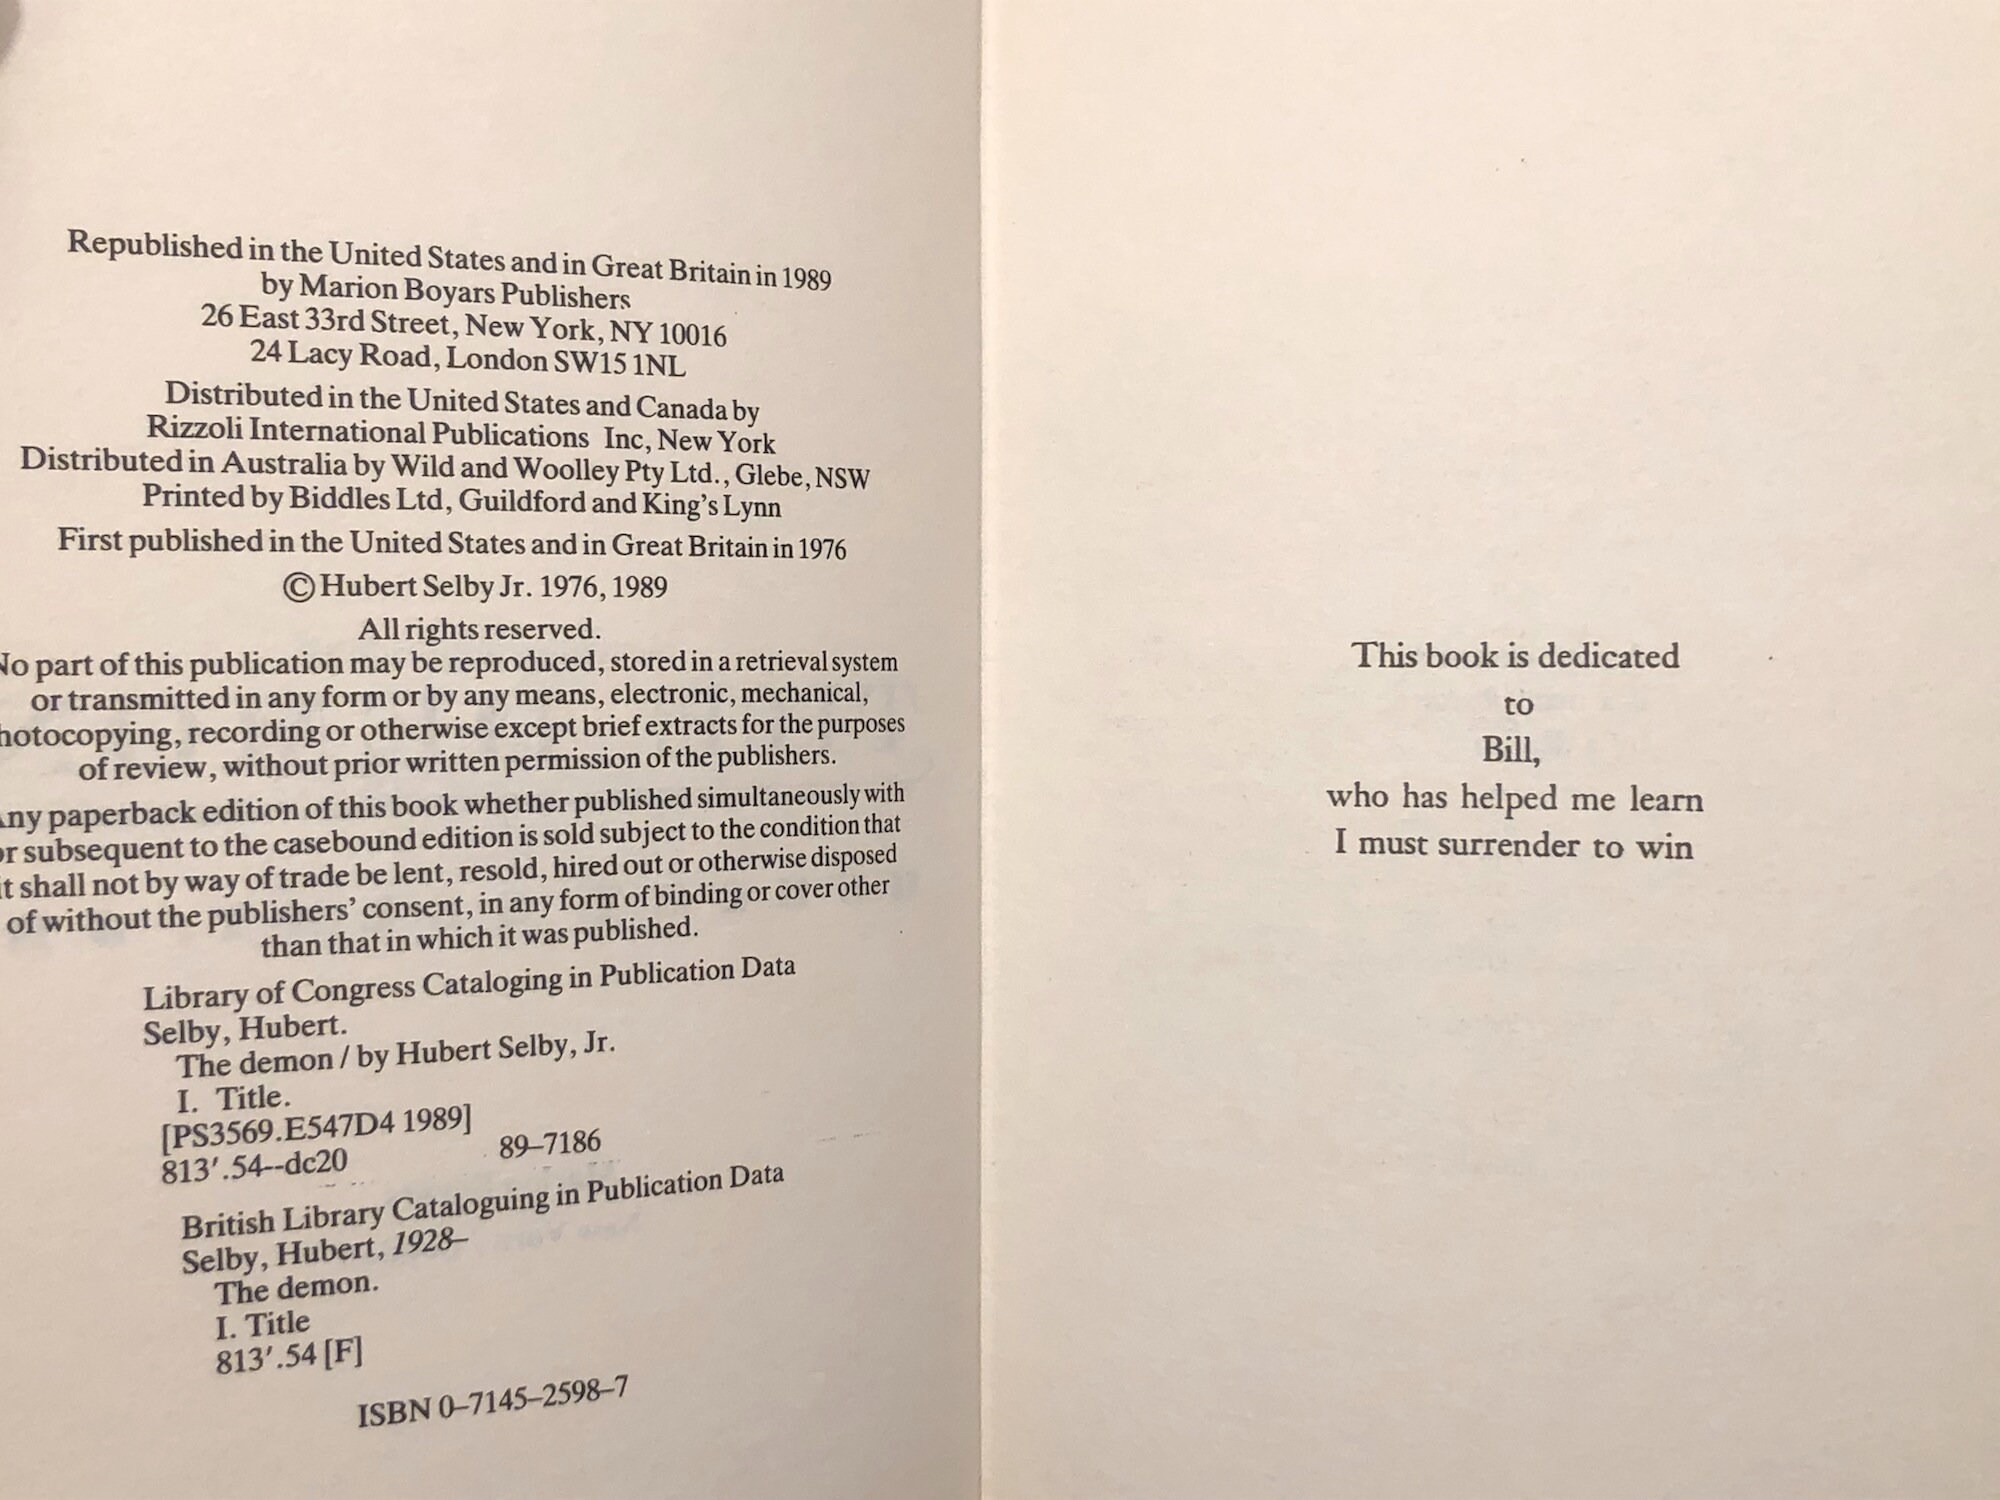 Republished in the United States and in Great Britain in 1989
by Marion Boyars Publishers
26 East 33rd Street, New York, NY 10016
24 Lacy Road, London SW15 1NL
Distributed in the United States and Canada by
Rizzoli International Publications Inc, New York
Distributed in Australia by Wild and Woolley Pty Ltd., Glebe, NSW
Printed by Biddles Ltd, Guildford and King's Lynn
First published in the United States and in Great Britain in 1976
© Hubert Selby Jr. 1976, 1989
All rights reserved.
No part of this publication may be reproduced, stored in a retrieval system
or transmitted in any form or by any means, electronic, mechanical,
hotocopying, recording or otherwise except brief extracts for the purposes
of review, without prior written permission of the publishers.
ny paperback edition of this book whether published simultaneously with
or subsequent to the casebound edition is sold subject to the condition that
it shall not by way of trade be lent, resold, hired out or otherwise disposed
of without the publishers' consent, in any form of binding or cover other
than that in which it was published.
Library of Congress Cataloging in Publication Data
Selby, Hubert.
The demon / by Hubert Selby, Jr.
I. Title.
[PS3569.E547D4 1989]
813'.54--dc20 89–7186
British Library Cataloguing in Publication Data
Selby, Hubert, 1928–
The demon.
I. Title
813'.54 [F]
ISBN 0–7145–2598–7
This book is dedicated
to
Bill,
who has helped me learn
I must surrender to win